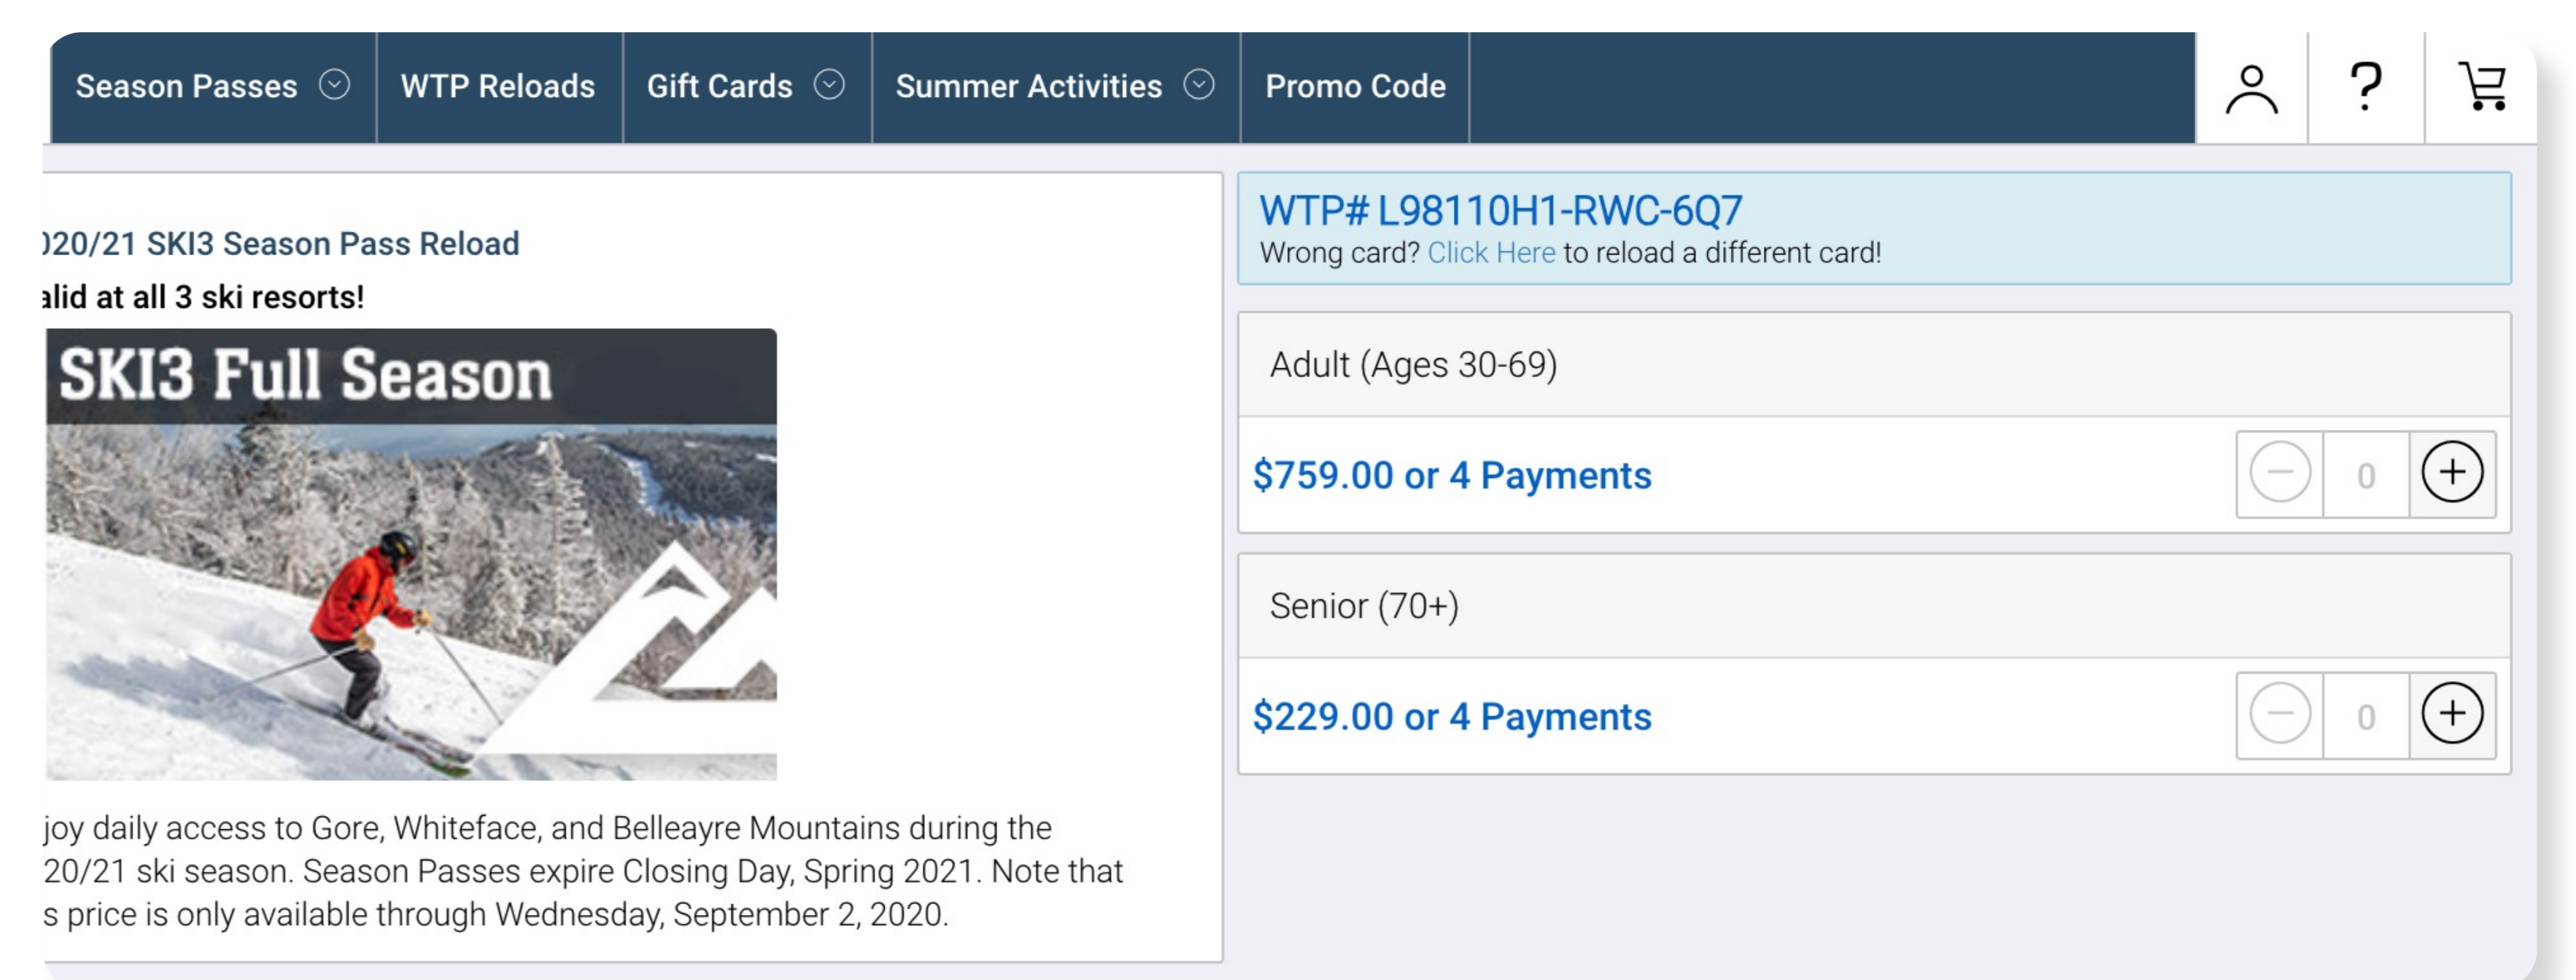 Season Passes
WTP Reloads
Gift Cards
Summer Activities
Promo Code
?
020/21 SKI3 Season Pass Reload
alid at all 3 ski resorts!
SKI3 Full Season
joy daily access to Gore, Whiteface, and Belleayre Mountains during the
20/21 ski season. Season Passes expire Closing Day, Spring 2021. Note that
s price is only available through Wednesday, September 2, 2020.
WTP# L98110H1-RWC-6Q7
Wrong card? Click Here to reload a different card!
Adult (Ages 30-69)
$759.00 or 4 Payments
0
Senior (70+)
$229.00 or 4 Payments
0